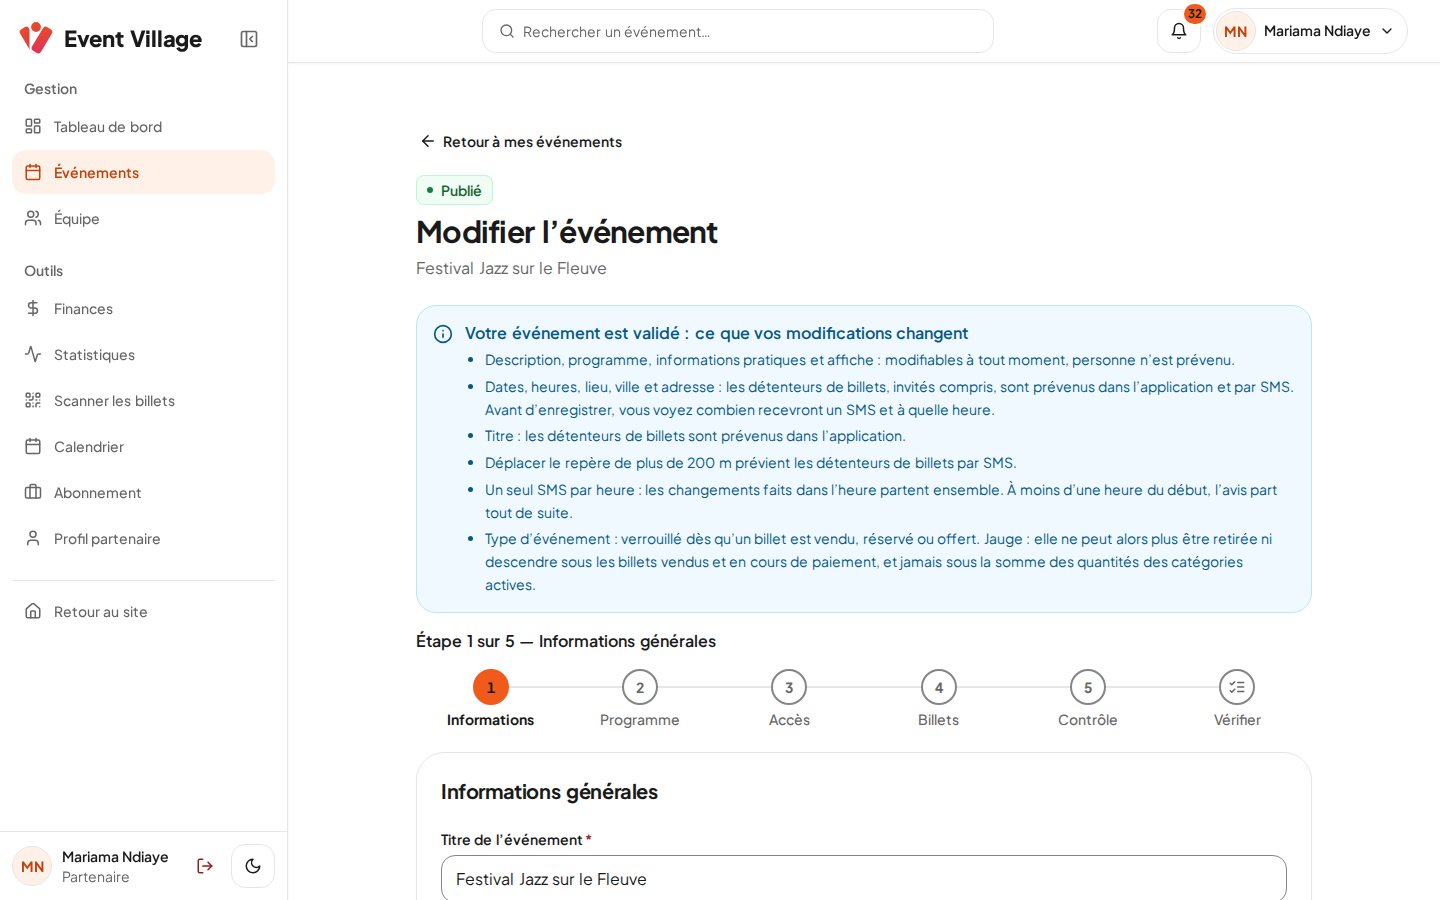 Event Village
Rechercher un événement…
32
MN
Mariama Ndiaye
Gestion
Tableau de bord
Événements
Équipe
Outils
Finances
Statistiques
Scanner les billets
Calendrier
Abonnement
Profil partenaire
Retour au site
MN
Mariama Ndiaye
Partenaire
Retour à mes événements
Publié
Modifier l’événement
Festival Jazz sur le Fleuve
Votre événement est validé : ce que vos modifications changent
Description, programme, informations pratiques et affiche : modifiables à tout moment, personne n’est prévenu.
Dates, heures, lieu, ville et adresse : les détenteurs de billets, invités compris, sont prévenus dans l’application et par SMS.
Avant d’enregistrer, vous voyez combien recevront un SMS et à quelle heure.
Titre : les détenteurs de billets sont prévenus dans l’application.
Déplacer le repère de plus de 200 m prévient les détenteurs de billets par SMS.
Un seul SMS par heure : les changements faits dans l’heure partent ensemble. À moins d’une heure du début, l’avis part
tout de suite.
Type d’événement : verrouillé dès qu’un billet est vendu, réservé ou offert. Jauge : elle ne peut alors plus être retirée ni
descendre sous les billets vendus et en cours de paiement, et jamais sous la somme des quantités des catégories
actives.
Étape 1 sur 5 — Informations générales
1
2
3
4
5
Informations
Programme
Accès
Billets
Contrôle
Vérifier
Informations générales
Titre de l’événement *
Festival Jazz sur le Fleuve